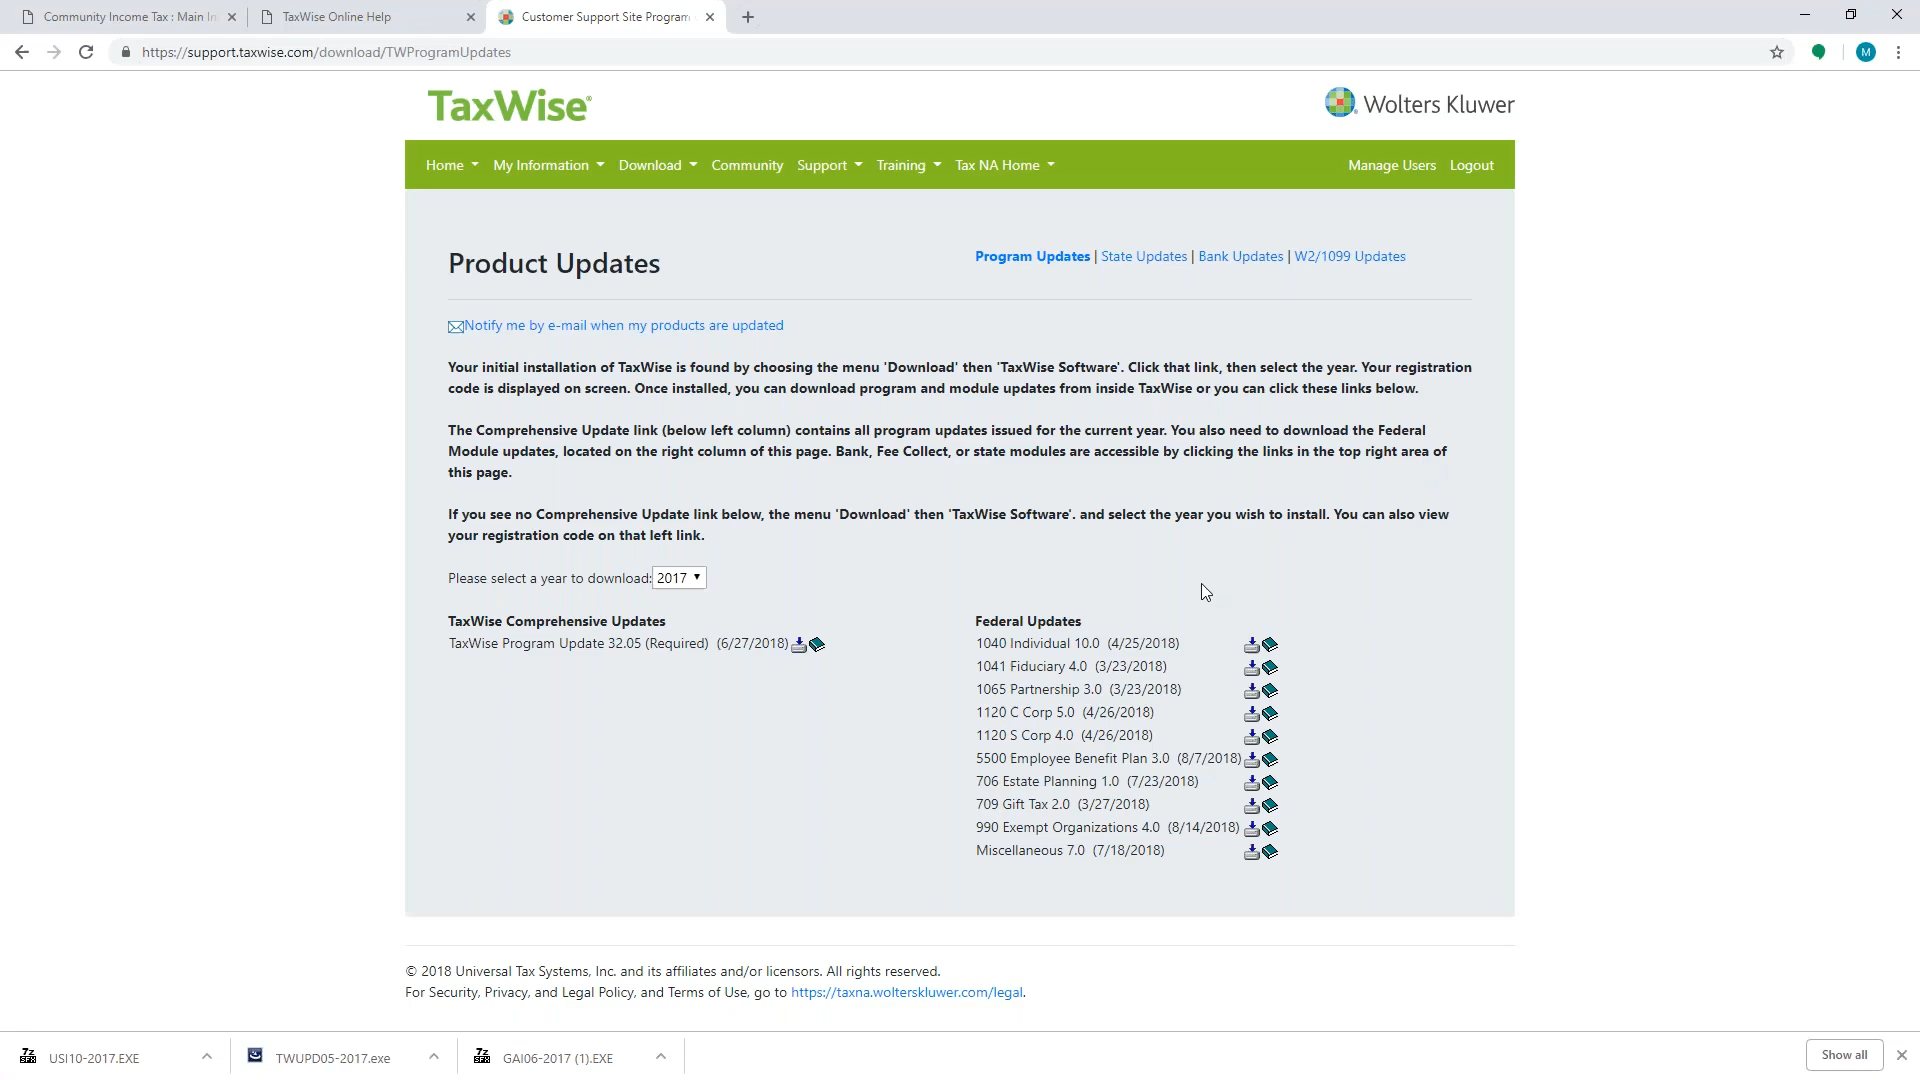 Community Income Tax : Main In
TaxWise Online Help
Customer Support Site Program
https://support.taxwise.com/download/TWProgramUpdates
M
TaxWise®
Wolters Kluwer
Home My Information Download Community Support Training Tax NA Home Manage Users Logout
Product Updates
Program Updates | State Updates | Bank Updates | W2/1099 Updates
Notify me by e-mail when my products are updated
Your initial installation of TaxWise is found by choosing the menu 'Download' then 'TaxWise Software'. Click that link, then select the year. Your registration
code is displayed on screen. Once installed, you can download program and module updates from inside TaxWise or you can click these links below.
The Comprehensive Update link (below left column) contains all program updates issued for the current year. You also need to download the Federal
Module updates, located on the right column of this page. Bank, Fee Collect, or state modules are accessible by clicking the links in the top right area of
this page.
If you see no Comprehensive Update link below, the menu 'Download' then 'TaxWise Software'. and select the year you wish to install. You can also view
your registration code on that left link.
Please select a year to download: 2017
TaxWise Comprehensive Updates
TaxWise Program Update 32.05 (Required) (6/27/2018)
Federal Updates
1040 Individual 10.0 (4/25/2018)
1041 Fiduciary 4.0 (3/23/2018)
1065 Partnership 3.0 (3/23/2018)
1120 C Corp 5.0 (4/26/2018)
1120 S Corp 4.0 (4/26/2018)
5500 Employee Benefit Plan 3.0 (8/7/2018)
706 Estate Planning 1.0 (7/23/2018)
709 Gift Tax 2.0 (3/27/2018)
990 Exempt Organizations 4.0 (8/14/2018)
Miscellaneous 7.0 (7/18/2018)
© 2018 Universal Tax Systems, Inc. and its affiliates and/or licensors. All rights reserved.
For Security, Privacy, and Legal Policy, and Terms of Use, go to https://taxna.wolterskluwer.com/legal.
7z SFX USI10-2017.EXE
TWUPD05-2017.exe
7z SFX GAI06-2017 (1).EXE
Show all